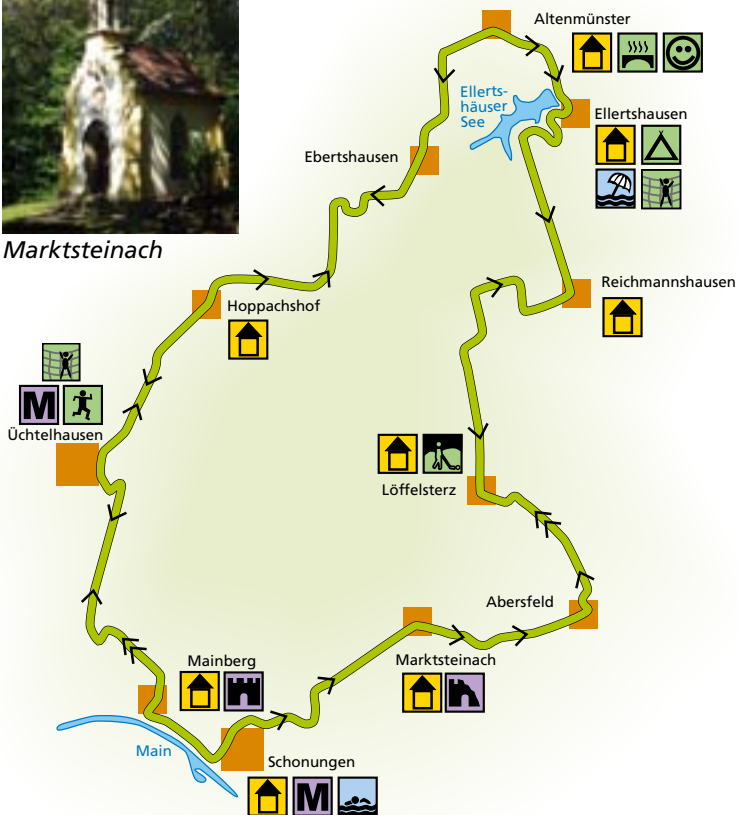 Altenmünster
Ellerts-
häuser
See
Ellertshausen
Ebertshausen
Marktsteinach
Reichmannshausen
Hoppachshof
M
Üchtelhausen
Löffelsterz
Abersfeld
Mainberg
Marktsteinach
Main
Schonungen
M